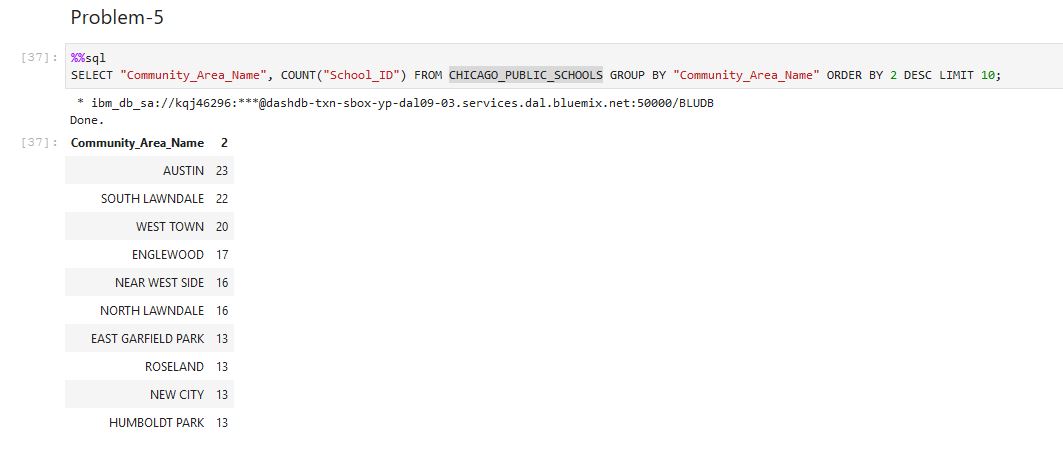 Problem-5
[37]: %%sql
SELECT "Community_Area_Name", COUNT("School_ID") FROM CHICAGO_PUBLIC_SCHOOLS GROUP BY "Community_Area_Name" ORDER BY 2 DESC LIMIT 10;
* ibm_db_sa://kqj46296:***@dashdb-txn-sbox-yp-dal09-03.services.dal.bluemix.net:50000/BLUDB
Done.
[37]: Community_Area_Name 2
AUSTIN 23
SOUTH LAWNDALE 22
WEST TOWN 20
ENGLEWOOD 17
NEAR WEST SIDE 16
NORTH LAWNDALE 16
EAST GARFIELD PARK 13
ROSELAND 13
NEW CITY 13
HUMBOLDT PARK 13